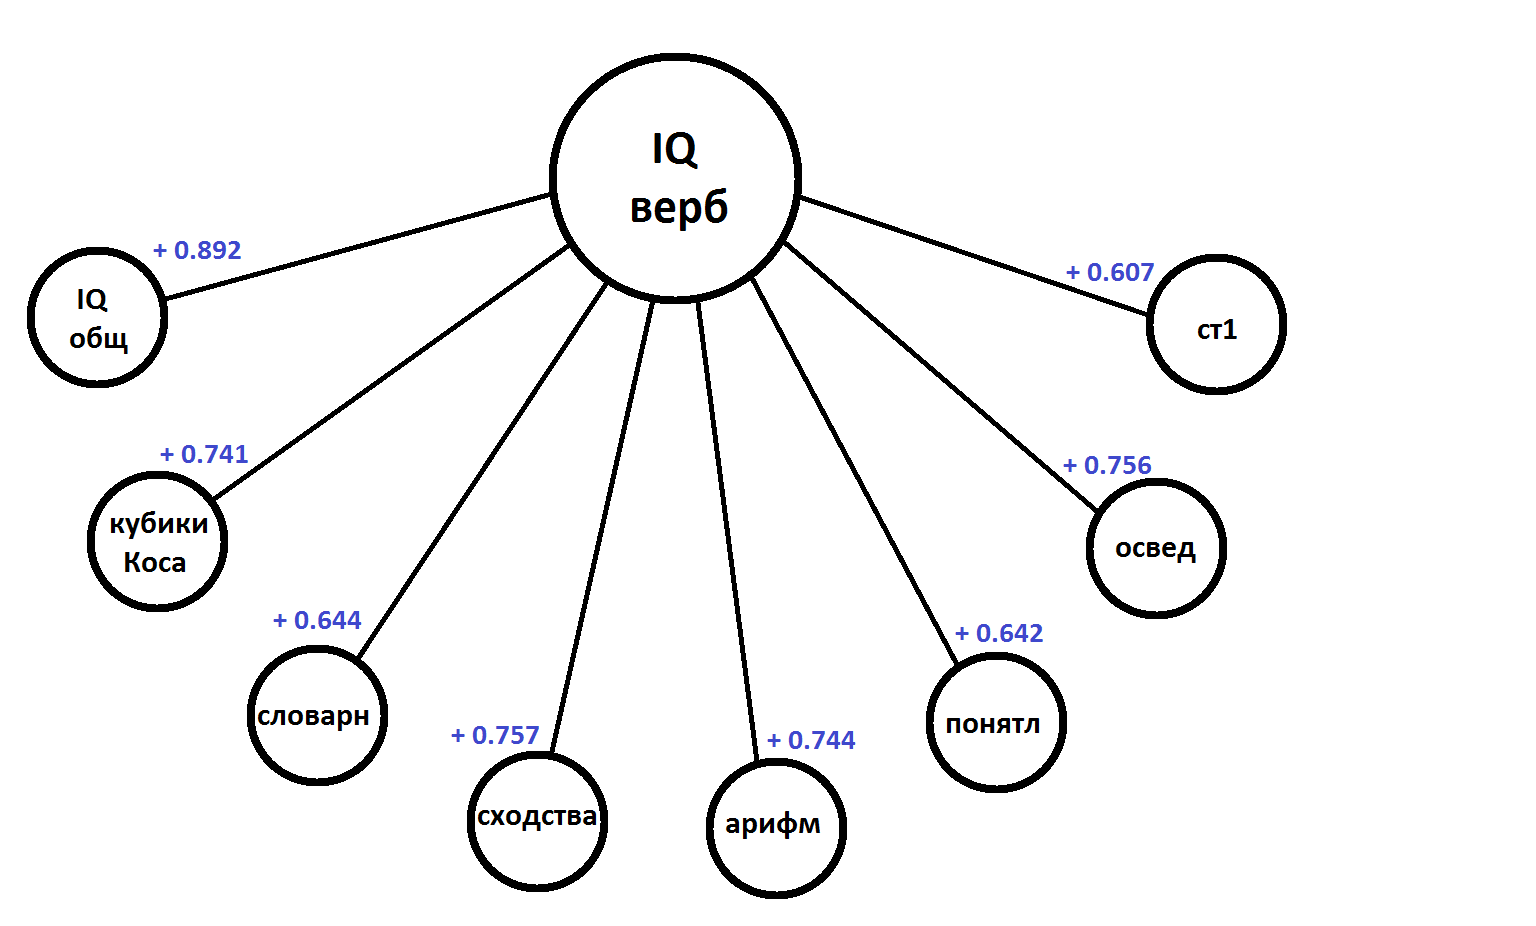 IQ
верб
+ 0.892
IQ
общ
+ 0.607
ст1
+ 0.741
кубики
Коса
+ 0.756
освед
+ 0.644
словарн
+ 0.642
понятл
+ 0.757
сходства
+ 0.744
арифм